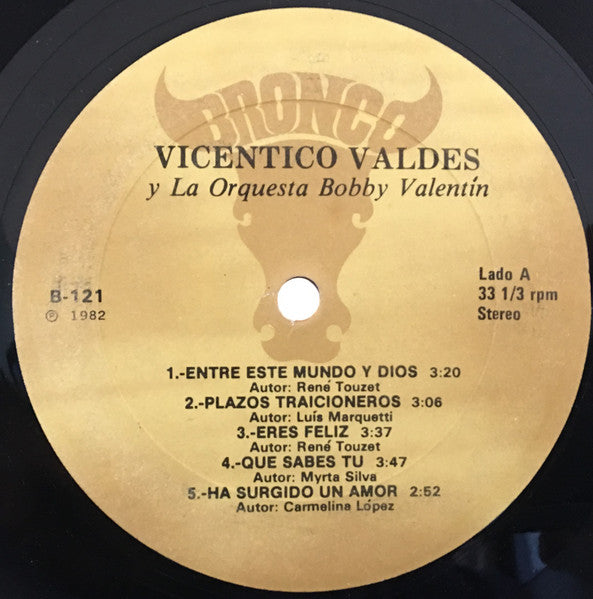 BRONCO
VICENTICO VALDES
y La Orquesta Bobby Valentín
B-121
℗ 1982
Lado A
33 1/3 rpm
Stereo
1.-ENTRE ESTE MUNDO Y DIOS 3:20
Autor: René Touzet
2.-PLAZOS TRAICIONEROS 3:06
Autor: Luís Marquetti
3.-ERES FELIZ 3:37
Autor: René Touzet
4.-QUE SABES TU 3:47
Autor: Myrta Silva
5.-HA SURGIDO UN AMOR 2:52
Autor: Carmelina López